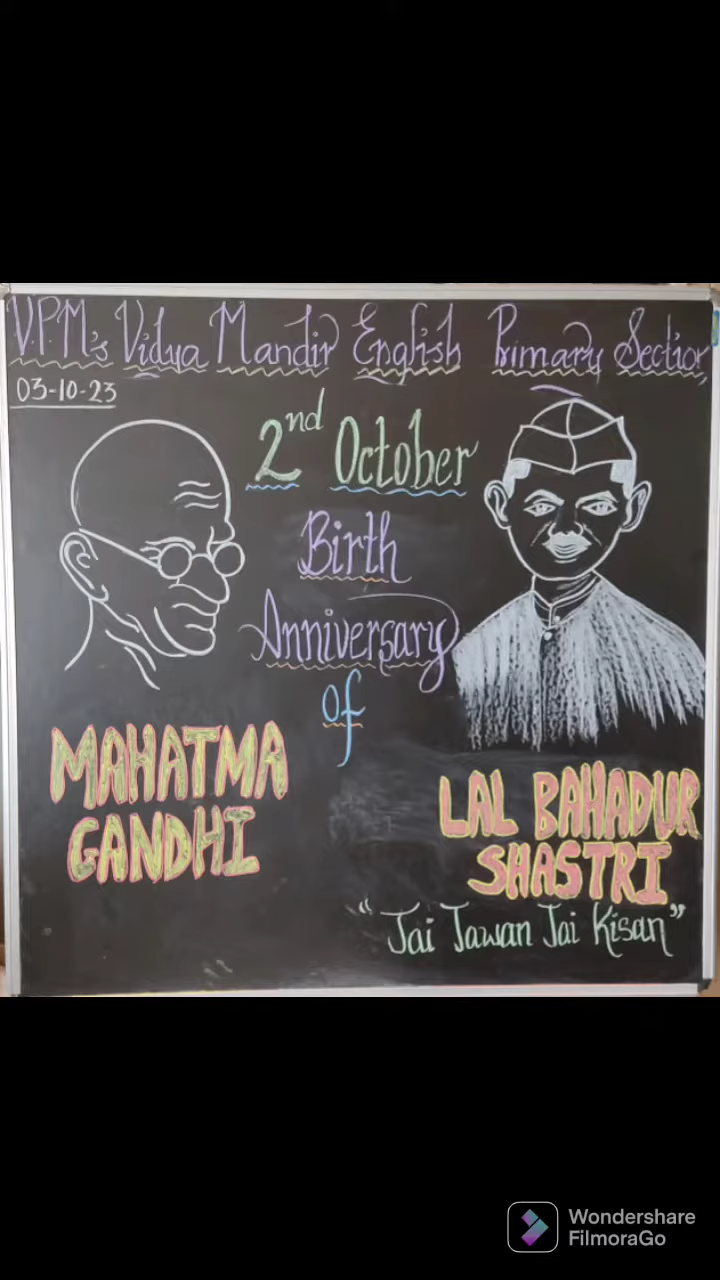 V.P.M's Vidya Mandir English Primary Section
03-10-23
2nd October
Birth
Anniversary
of
MAHATMA
GANDHI
LAL BAHADUR
SHASTRI
"Jai Jawan Jai Kisan"
Wondershare
FilmoraGo